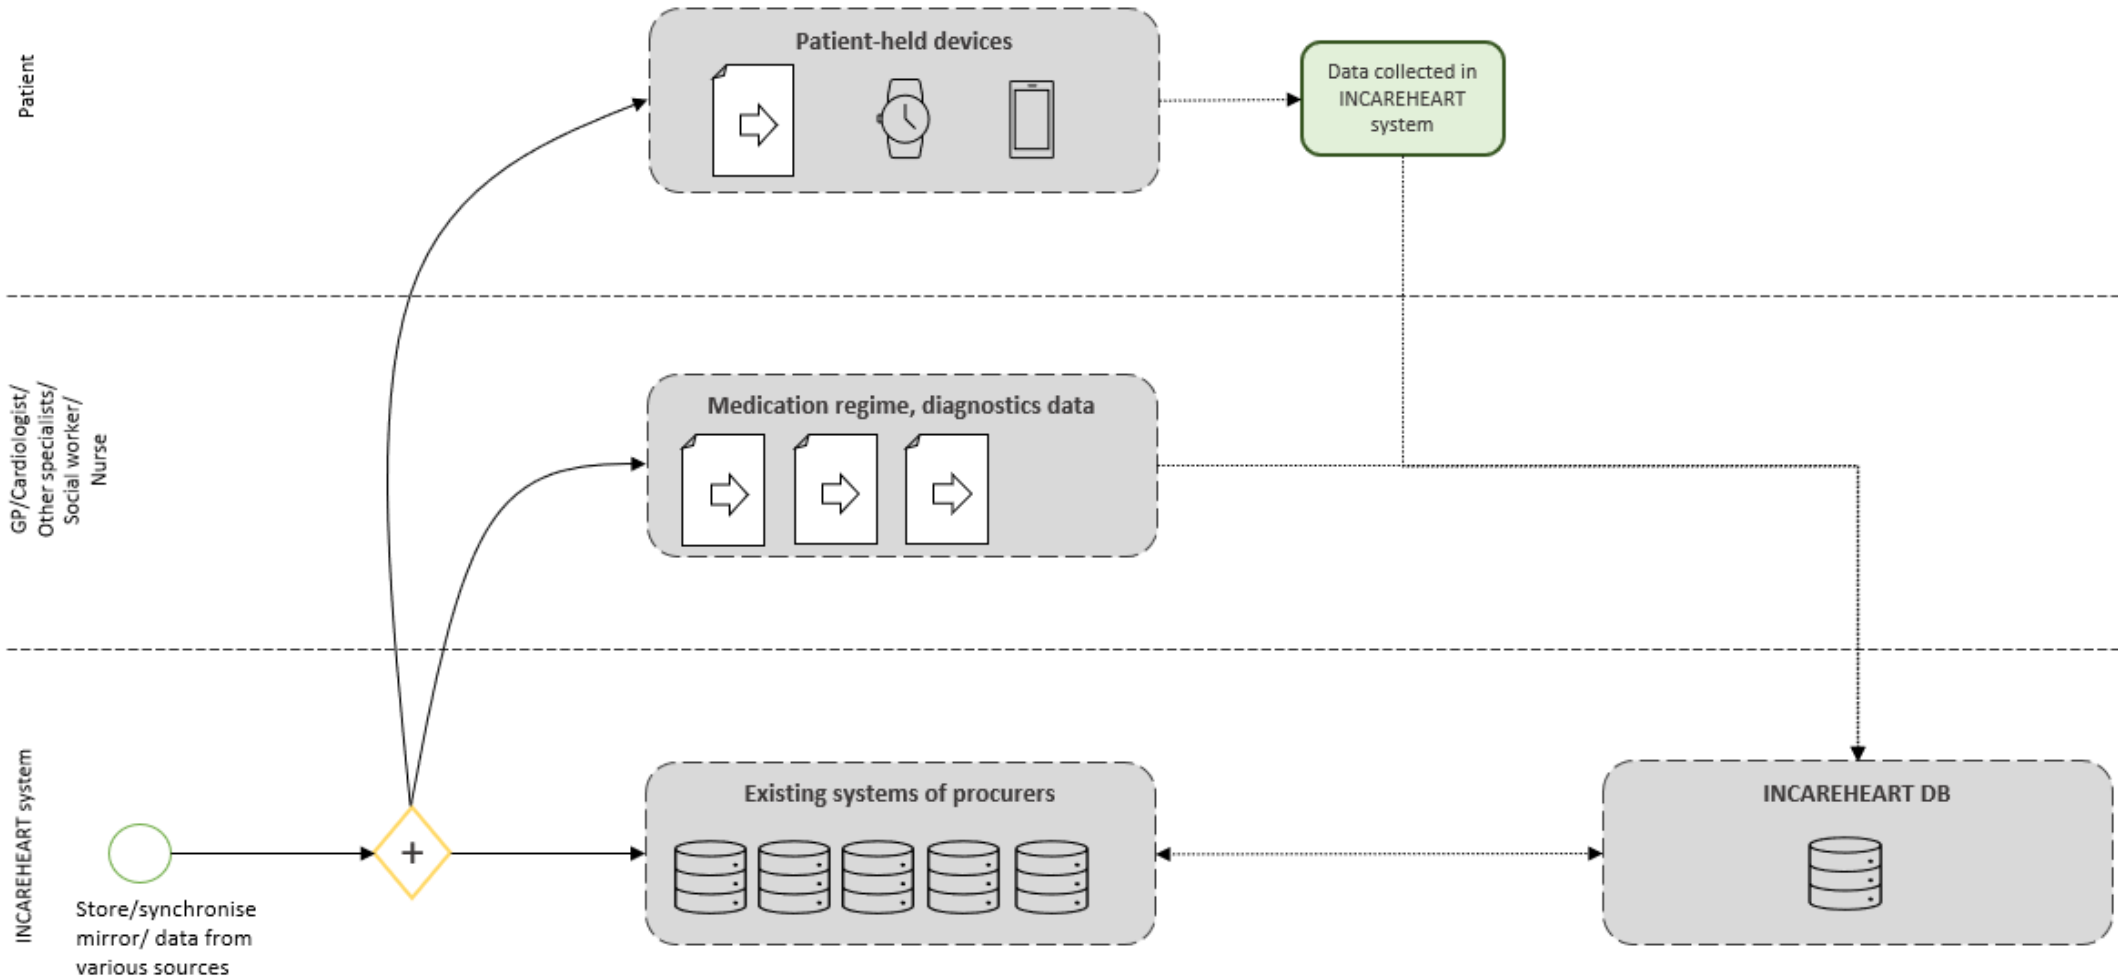 Patient
Patient-held devices
Data collected in
INCAREHEART
system
GP/Cardiologist/
Other specialists/
Social worker/
Nurse
Medication regime, diagnostics data
INCAREHEART system
Existing systems of procurers
INCAREHEART DB
+
Store/synchronise
mirror/ data from
various sources